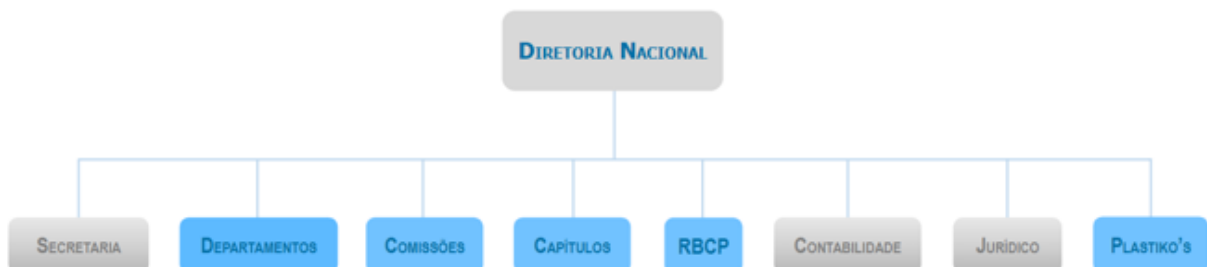 DIRETORIA NACIONAL
SECRETARIA
DEPARTAMENTOS
COMISSÕES
CAPÍTULOS
RBCP
CONTABILIDADE
JURÍDICO
PLASTIKO'S